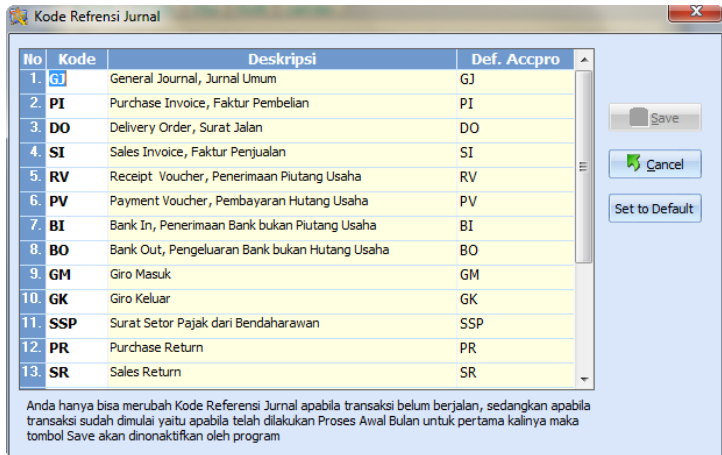 Kode Refrensi Jurnal
No Kode Deskripsi Def. Accpro
1. GJ General Journal, Jurnal Umum GJ
2. PI Purchase Invoice, Faktur Pembelian PI
3. DO Delivery Order, Surat Jalan DO
4. SI Sales Invoice, Faktur Penjualan SI
5. RV Receipt Voucher, Penerimaan Piutang Usaha RV
6. PV Payment Voucher, Pembayaran Hutang Usaha PV
7. BI Bank In, Penerimaan Bank bukan Piutang Usaha BI
8. BO Bank Out, Pengeluaran Bank bukan Hutang Usaha BO
9. GM Giro Masuk GM
10. GK Giro Keluar GK
11. SSP Surat Setor Pajak dari Bendaharawan SSP
12. PR Purchase Return PR
13. SR Sales Return SR
Save
Cancel
Set to Default
Anda hanya bisa merubah Kode Referensi Jurnal apabila transaksi belum berjalan, sedangkan apabila
transaksi sudah dimulai yaitu apabila telah dilakukan Proses Awal Bulan untuk pertama kalinya maka
tombol Save akan dinonaktifkan oleh program